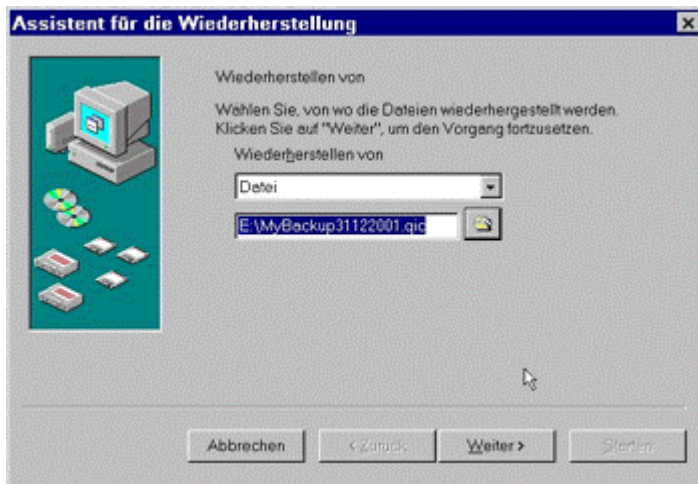 Assistent für die Wiederherstellung
Wiederherstellen von
Wählen Sie, von wo die Dateien wiederhergestellt werden.
Klicken Sie auf "Weiter", um den Vorgang fortzusetzen.
Wiederherstellen von
Datei
E:\MyBackup31122001.qic
Abbrechen
< Zurück
Weiter >
Starten